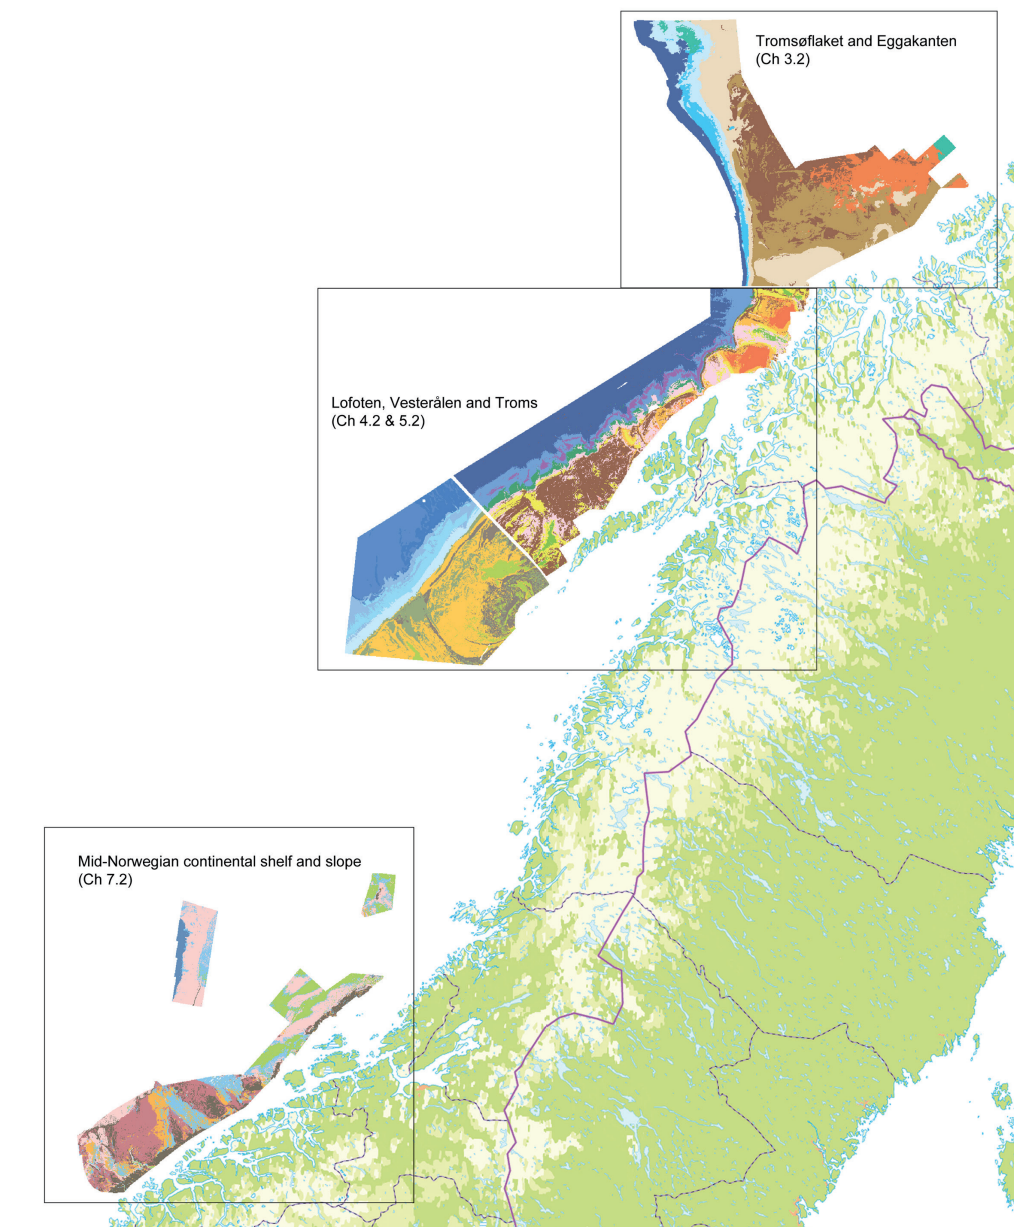 Tromsøflaket and Eggakanten
(Ch 3.2)
Lofoten, Vesterålen and Troms
(Ch 4.2 & 5.2)
Mid-Norwegian continental shelf and slope
(Ch 7.2)